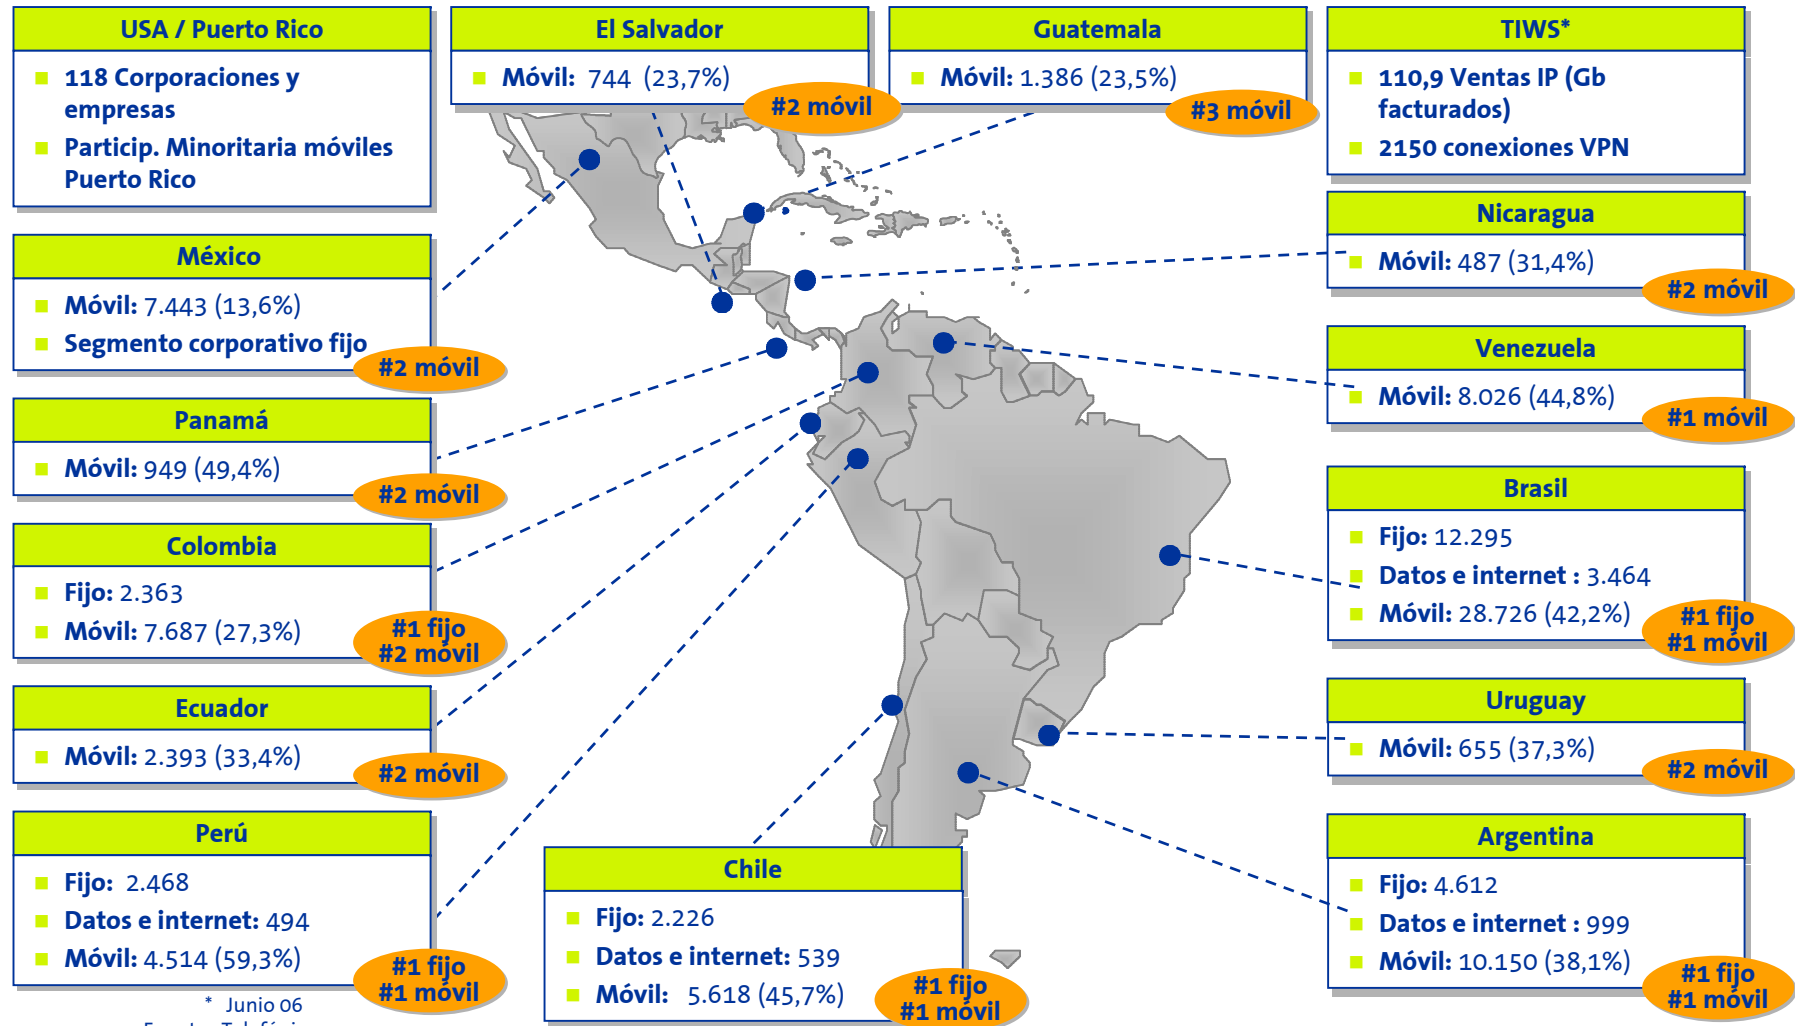 USA / Puerto Rico
118 Corporaciones y
empresas
Particip. Minoritaria móviles
Puerto Rico
El Salvador
Móvil: 744 (23,7%)
#2 móvil
Guatemala
Móvil: 1.386 (23,5%)
#3 móvil
TIWS*
110,9 Ventas IP (Gb
facturados)
2150 conexiones VPN
México
Móvil: 7.443 (13,6%)
Segmento corporativo fijo
#2 móvil
Nicaragua
Móvil: 487 (31,4%)
#2 móvil
Venezuela
Móvil: 8.026 (44,8%)
#1 móvil
Panamá
Móvil: 949 (49,4%)
#2 móvil
Colombia
Fijo: 2.363
Móvil: 7.687 (27,3%)
#1 fijo
#2 móvil
Brasil
Fijo: 12.295
Datos e internet : 3.464
Móvil: 28.726 (42,2%)
#1 fijo
#1 móvil
Ecuador
Móvil: 2.393 (33,4%)
#2 móvil
Uruguay
Móvil: 655 (37,3%)
#2 móvil
Perú
Fijo: 2.468
Datos e internet: 494
Móvil: 4.514 (59,3%)
#1 fijo
#1 móvil
Chile
Fijo: 2.226
Datos e internet: 539
Móvil: 5.618 (45,7%)
#1 fijo
#1 móvil
Argentina
Fijo: 4.612
Datos e internet : 999
Móvil: 10.150 (38,1%)
#1 fijo
#1 móvil
* Junio 06